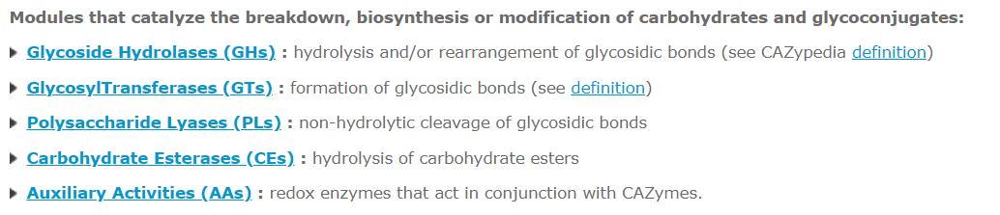 Modules that catalyze the breakdown, biosynthesis or modification of carbohydrates and glycoconjugates:
Glycoside Hydrolases (GHs) : hydrolysis and/or rearrangement of glycosidic bonds (see CAZypedia definition)
GlycosylTransferases (GTs) : formation of glycosidic bonds (see definition)
Polysaccharide Lyases (PLs) : non-hydrolytic cleavage of glycosidic bonds
Carbohydrate Esterases (CEs) : hydrolysis of carbohydrate esters
Auxiliary Activities (AAs) : redox enzymes that act in conjunction with CAZymes.